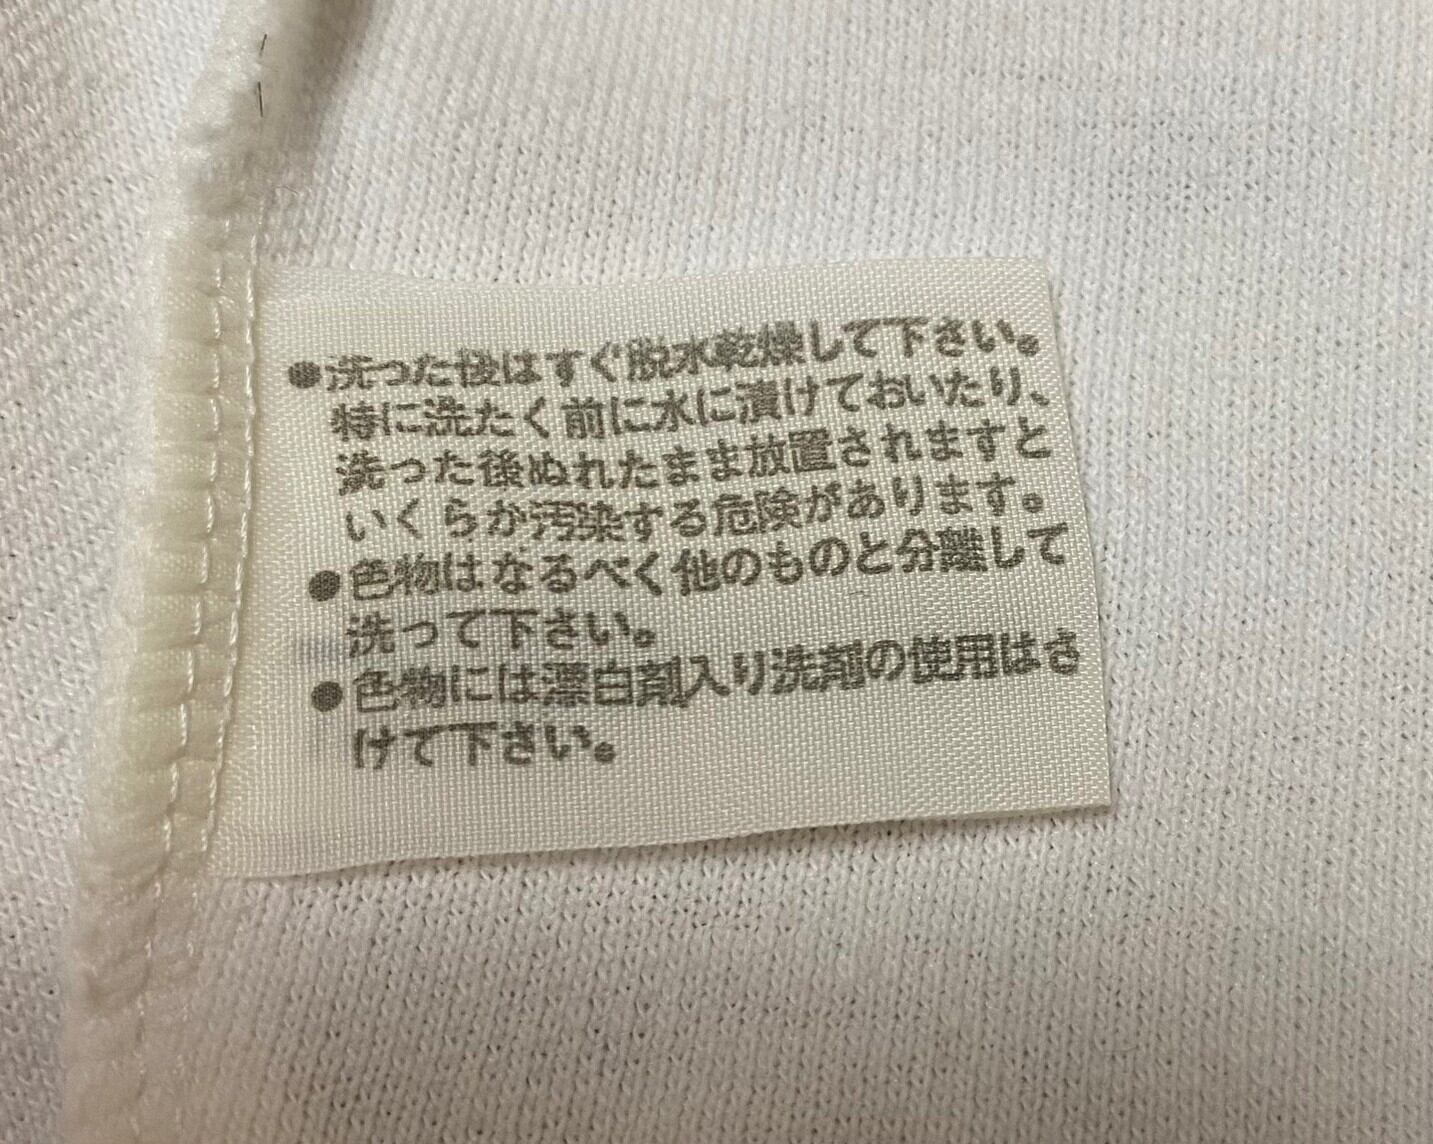 ●洗った後はすぐ脱水乾燥して下さい。
特に洗たく前に水に漬けておいたり、
洗った後ぬれたまま放置されますと
いくらか汚染する危険があります。
●色物はなるべく他のものと分離して
洗って下さい。
●色物には漂白剤入り洗剤の使用はさ
けて下さい。